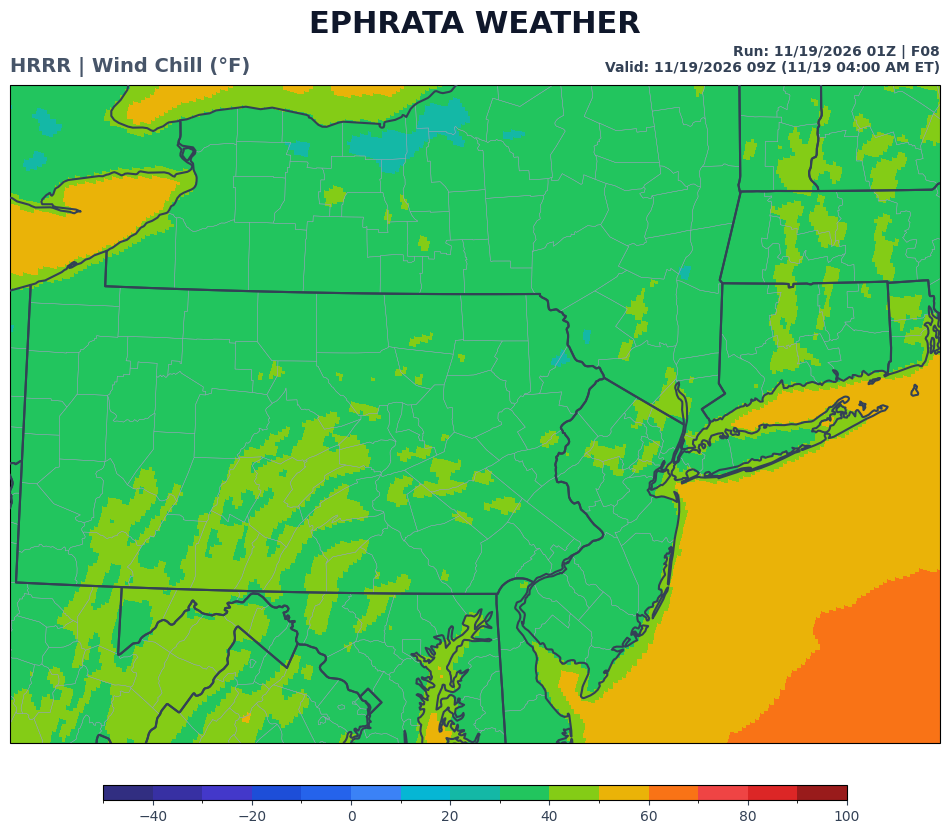 EPHRATA WEATHER
HRRR | Wind Chill (°F)
Run: 11/19/2026 01Z | F08
Valid: 11/19/2026 09Z (11/19 04:00 AM ET)
−40 −20 0 20 40 60 80 100